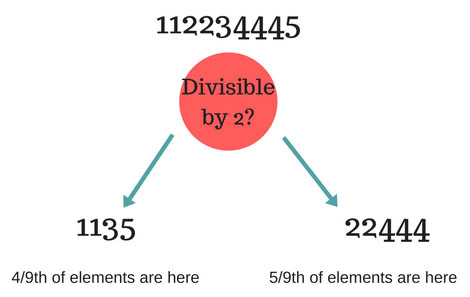 112234445
Divisible
by 2?
1135
22444
4/9th of elements are here
5/9th of elements are here